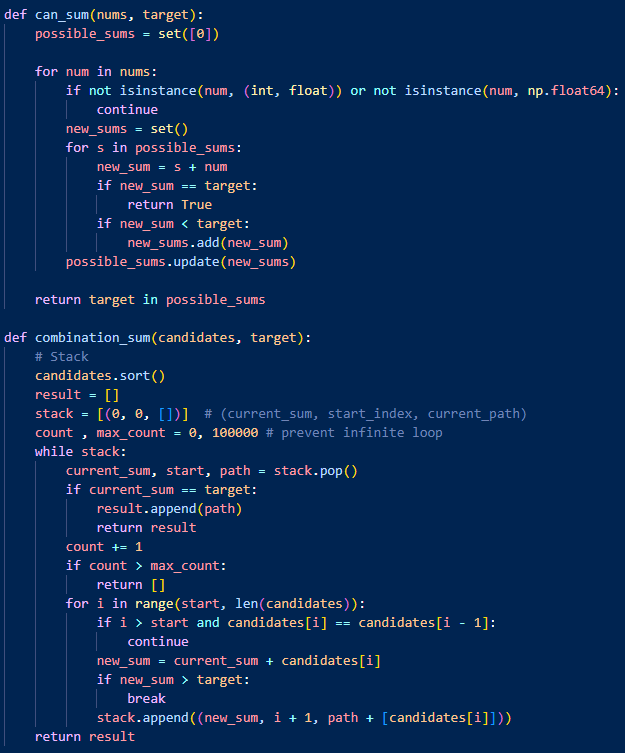 def can_sum(nums, target):
    possible_sums = set([0])

    for num in nums:
        if not isinstance(num, (int, float)) or not isinstance(num, np.float64):
            continue
        new_sums = set()
        for s in possible_sums:
            new_sum = s + num
            if new_sum == target:
                return True
            if new_sum < target:
                new_sums.add(new_sum)
        possible_sums.update(new_sums)

    return target in possible_sums

def combination_sum(candidates, target):
    # Stack
    candidates.sort()
    result = []
    stack = [(0, 0, [])]  # (current_sum, start_index, current_path)
    count , max_count = 0, 100000 # prevent infinite loop
    while stack:
        current_sum, start, path = stack.pop()
        if current_sum == target:
            result.append(path)
            return result
        count += 1
        if count > max_count:
            return []
        for i in range(start, len(candidates)):
            if i > start and candidates[i] == candidates[i - 1]:
                continue
            new_sum = current_sum + candidates[i]
            if new_sum > target:
                break
            stack.append((new_sum, i + 1, path + [candidates[i]]))
    return result